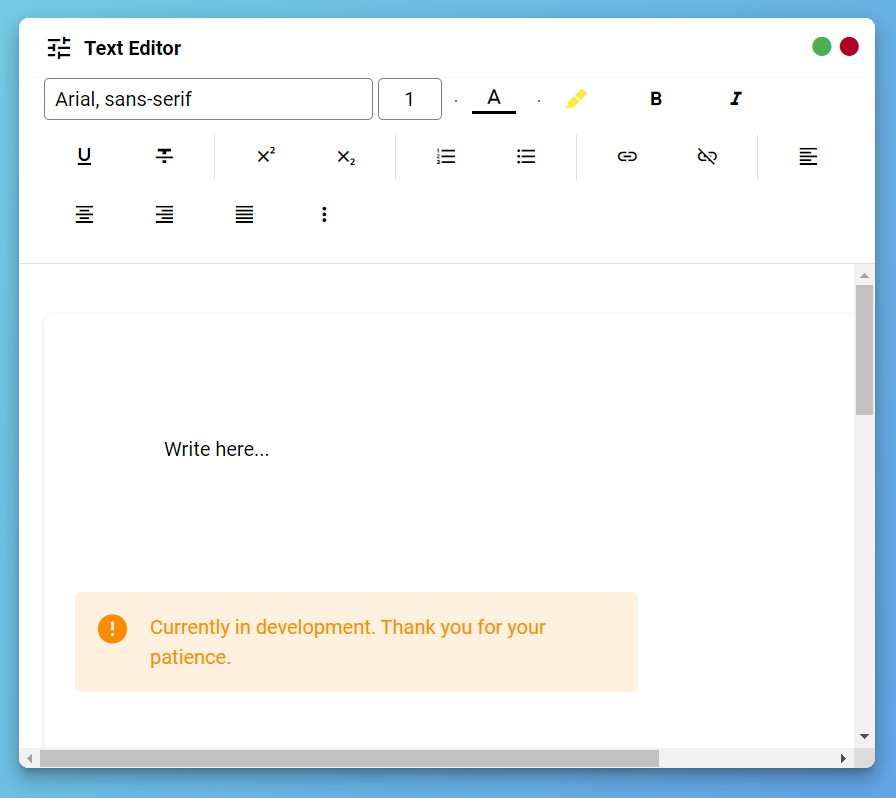 Text Editor
Arial, sans-serif 1 A B I
U
Write here...
Currently in development. Thank you for your
patience.